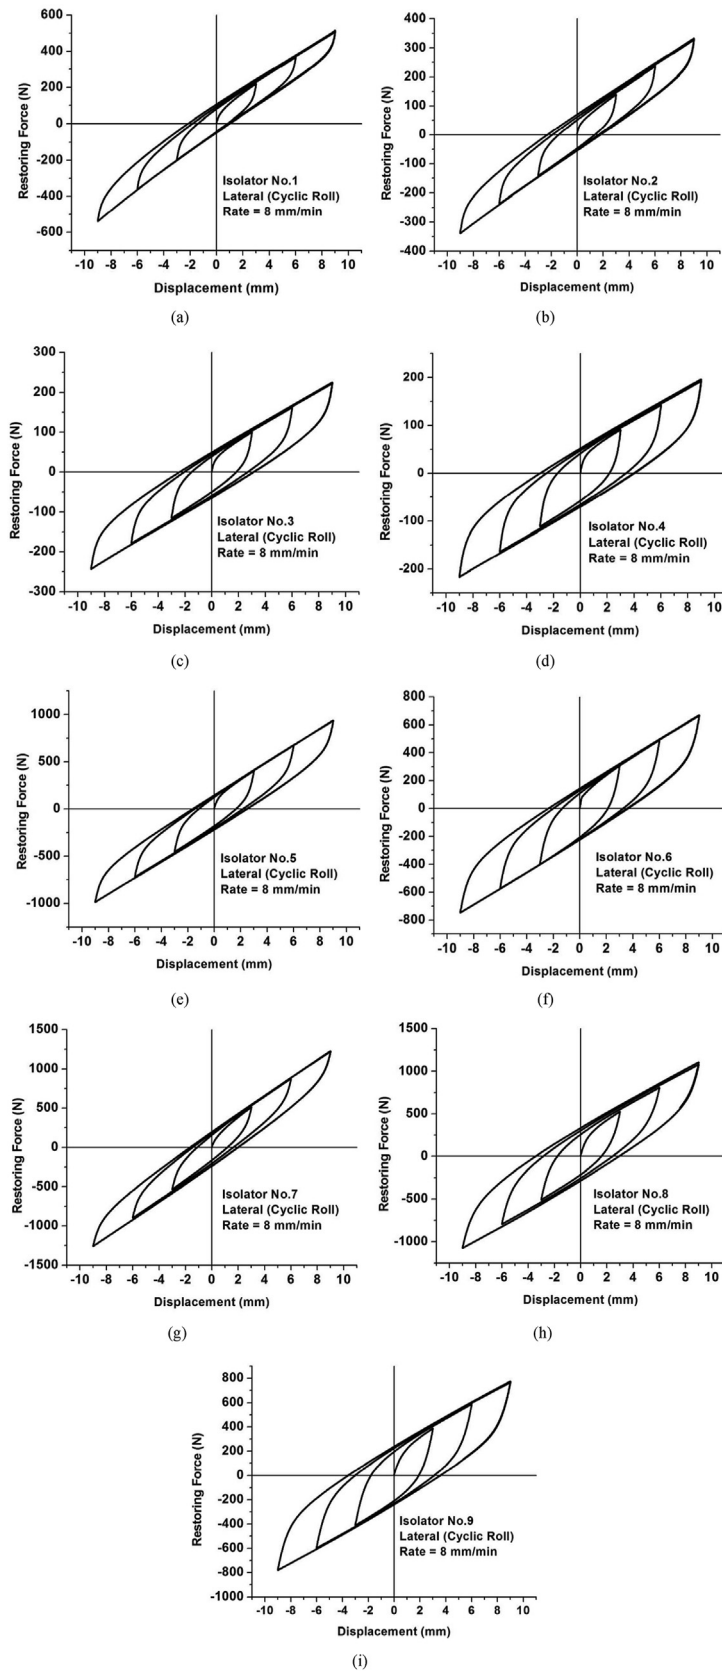 600
400
200
0
-200
-400
-600
-10 -8 -6 -4 -2 0 2 4 6 8 10
Restoring Force (N)
Displacement (mm)
Isolator No.1
Lateral (Cyclic Roll)
Rate = 8 mm/min
(a)
400
300
200
100
0
-100
-200
-300
-400
-10 -8 -6 -4 -2 0 2 4 6 8 10
Restoring Force (N)
Displacement (mm)
Isolator No.2
Lateral (Cyclic Roll)
Rate = 8 mm/min
(b)
300
200
100
0
-100
-200
-300
-10 -8 -6 -4 -2 0 2 4 6 8 10
Restoring Force (N)
Displacement (mm)
Isolator No.3
Lateral (Cyclic Roll)
Rate = 8 mm/min
(c)
200
100
0
-100
-200
-10 -8 -6 -4 -2 0 2 4 6 8 10
Restoring Force (N)
Displacement (mm)
Isolator No.4
Lateral (Cyclic Roll)
Rate = 8 mm/min
(d)
1000
500
0
-500
-1000
-10 -8 -6 -4 -2 0 2 4 6 8 10
Restoring Force (N)
Displacement (mm)
Isolator No.5
Lateral (Cyclic Roll)
Rate = 8 mm/min
(e)
800
600
400
200
0
-200
-400
-600
-800
-10 -8 -6 -4 -2 0 2 4 6 8 10
Restoring Force (N)
Displacement (mm)
Isolator No.6
Lateral (Cyclic Roll)
Rate = 8 mm/min
(f)
1500
1000
500
0
-500
-1000
-1500
-10 -8 -6 -4 -2 0 2 4 6 8 10
Restoring Force (N)
Displacement (mm)
Isolator No.7
Lateral (Cyclic Roll)
Rate = 8 mm/min
(g)
1500
1000
500
0
-500
-1000
-10 -8 -6 -4 -2 0 2 4 6 8 10
Restoring Force (N)
Displacement (mm)
Isolator No.8
Lateral (Cyclic Roll)
Rate = 8 mm/min
(h)
800
600
400
200
0
-200
-400
-600
-800
-1000
-10 -8 -6 -4 -2 0 2 4 6 8 10
Restoring Force (N)
Displacement (mm)
Isolator No.9
Lateral (Cyclic Roll)
Rate = 8 mm/min
(i)